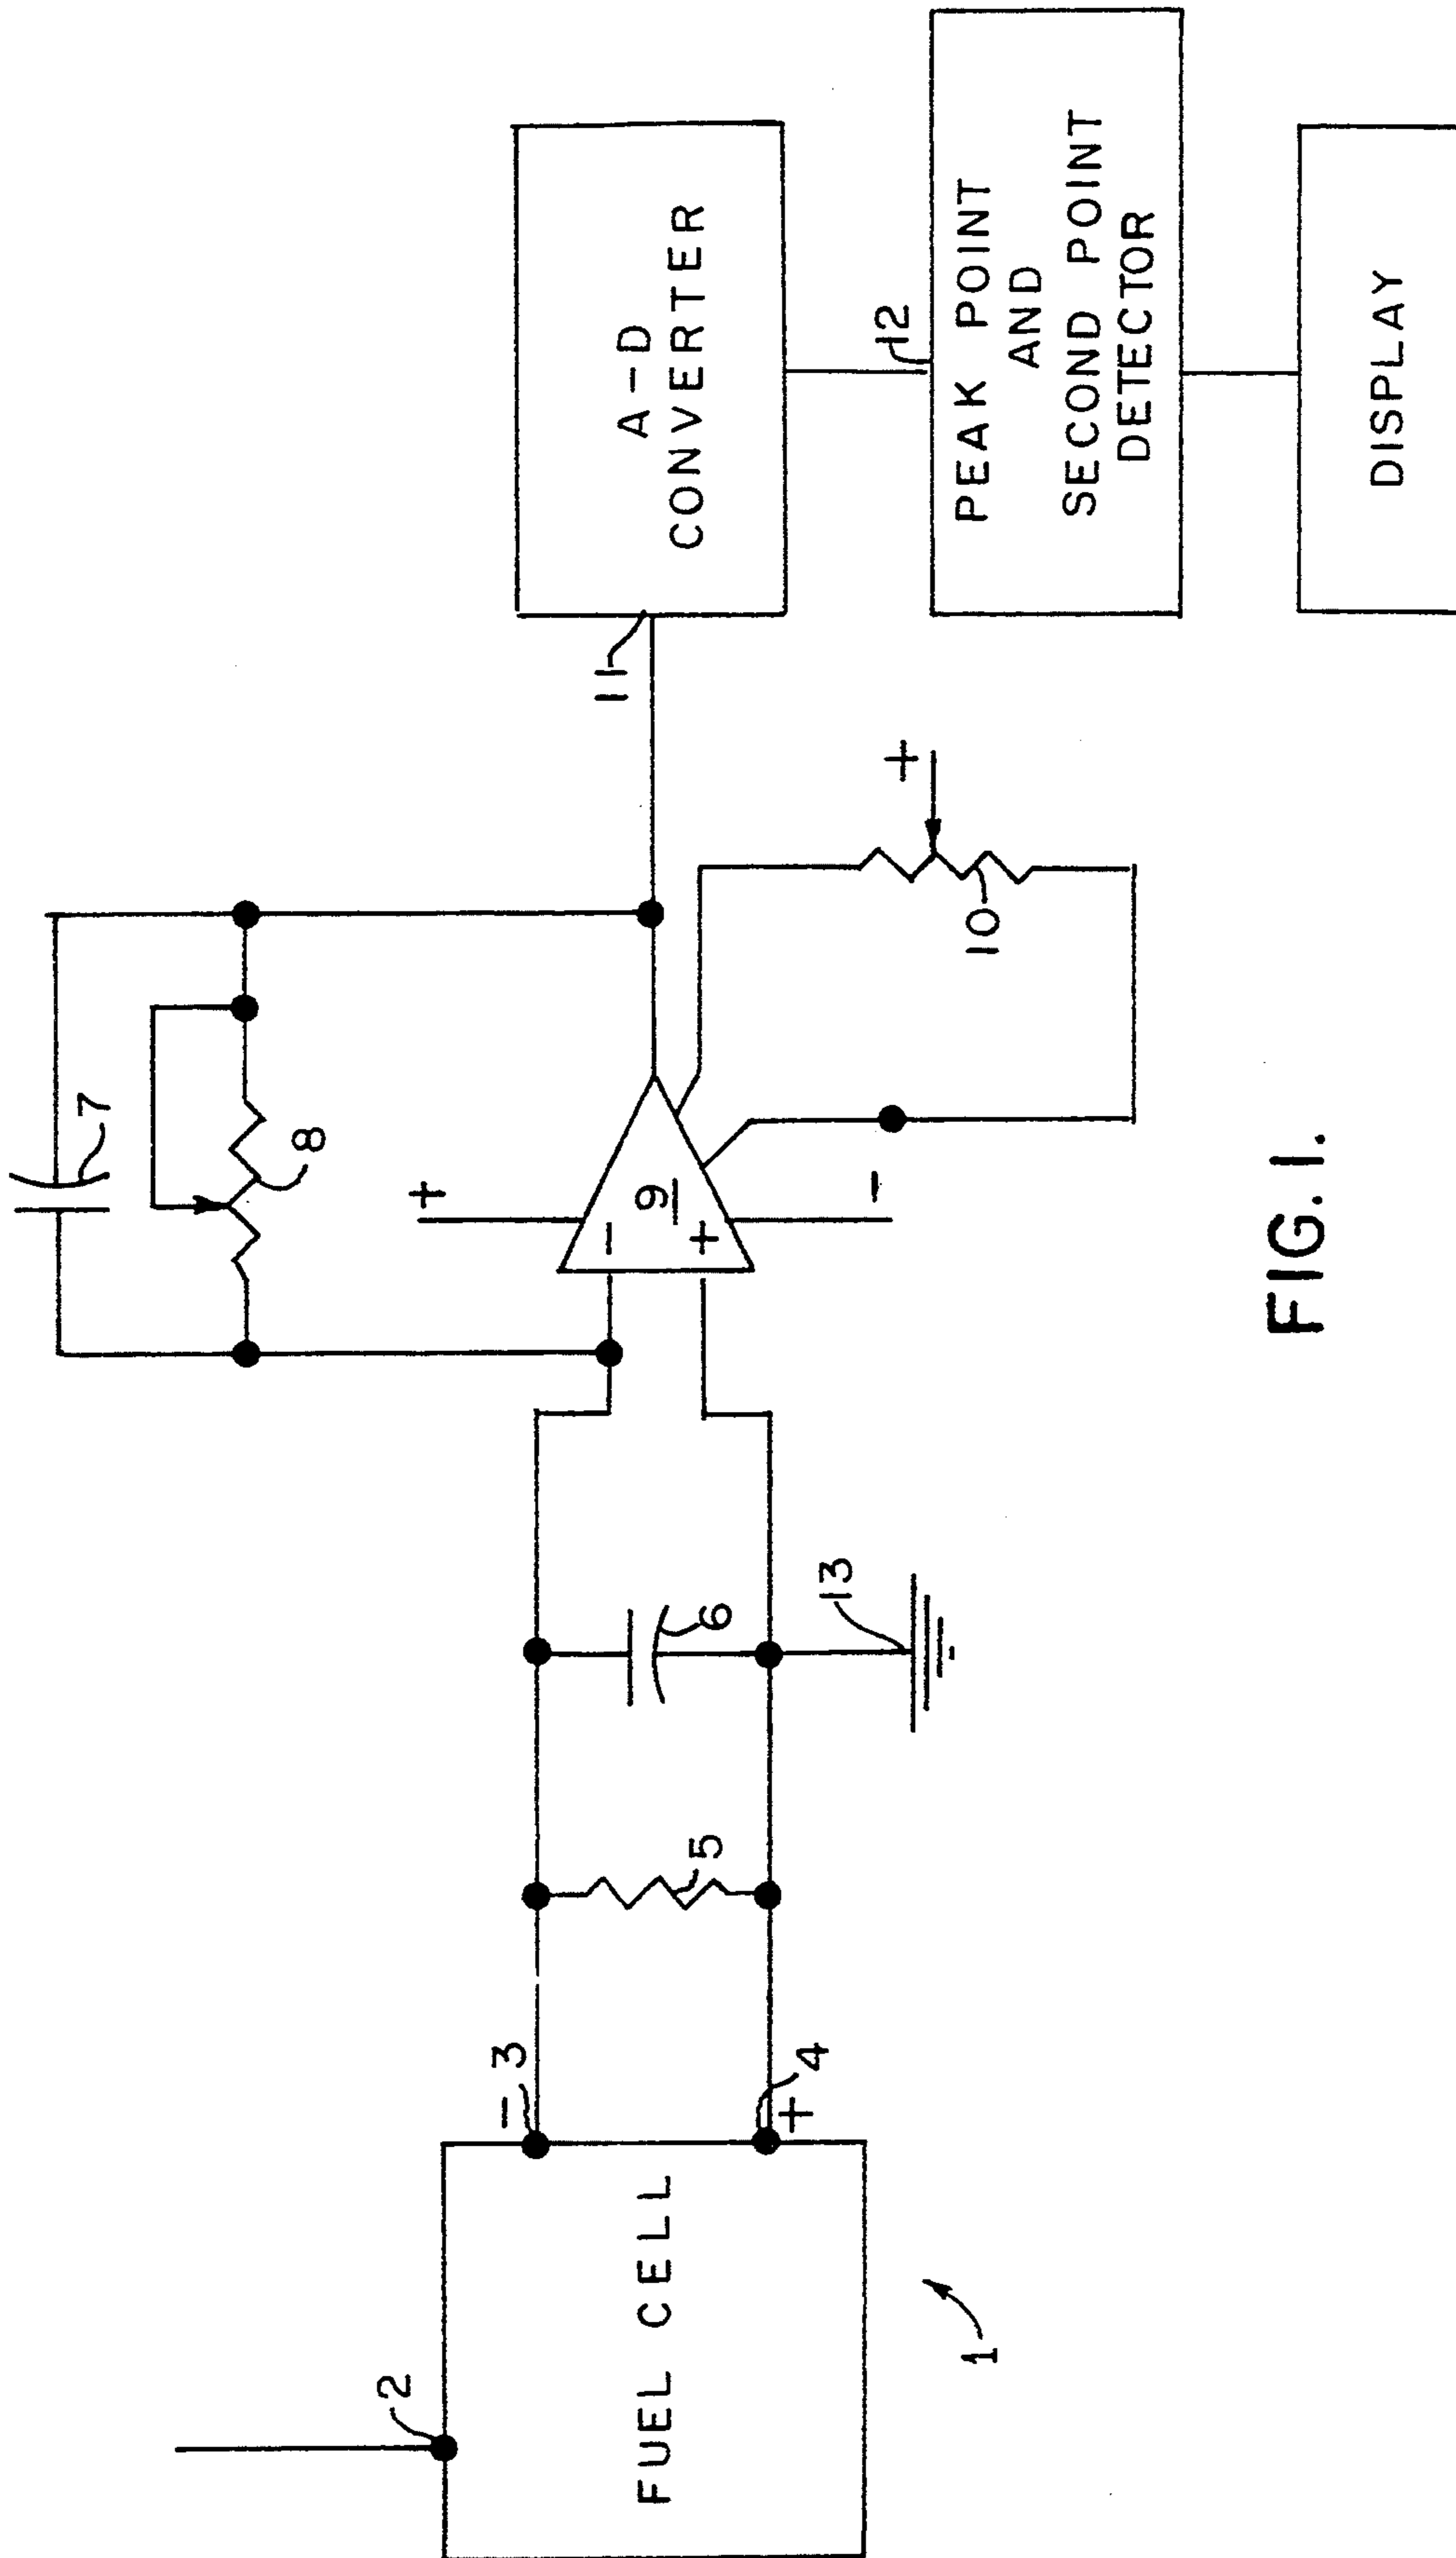 7
8
+
-
9
+
-
11
A-D
CONVERTER
12
PEAK POINT
AND
SECOND POINT
DETECTOR
DISPLAY
+
10
2
FUEL CELL
- 3
4
+
5
6
13
1
FIG. 1.